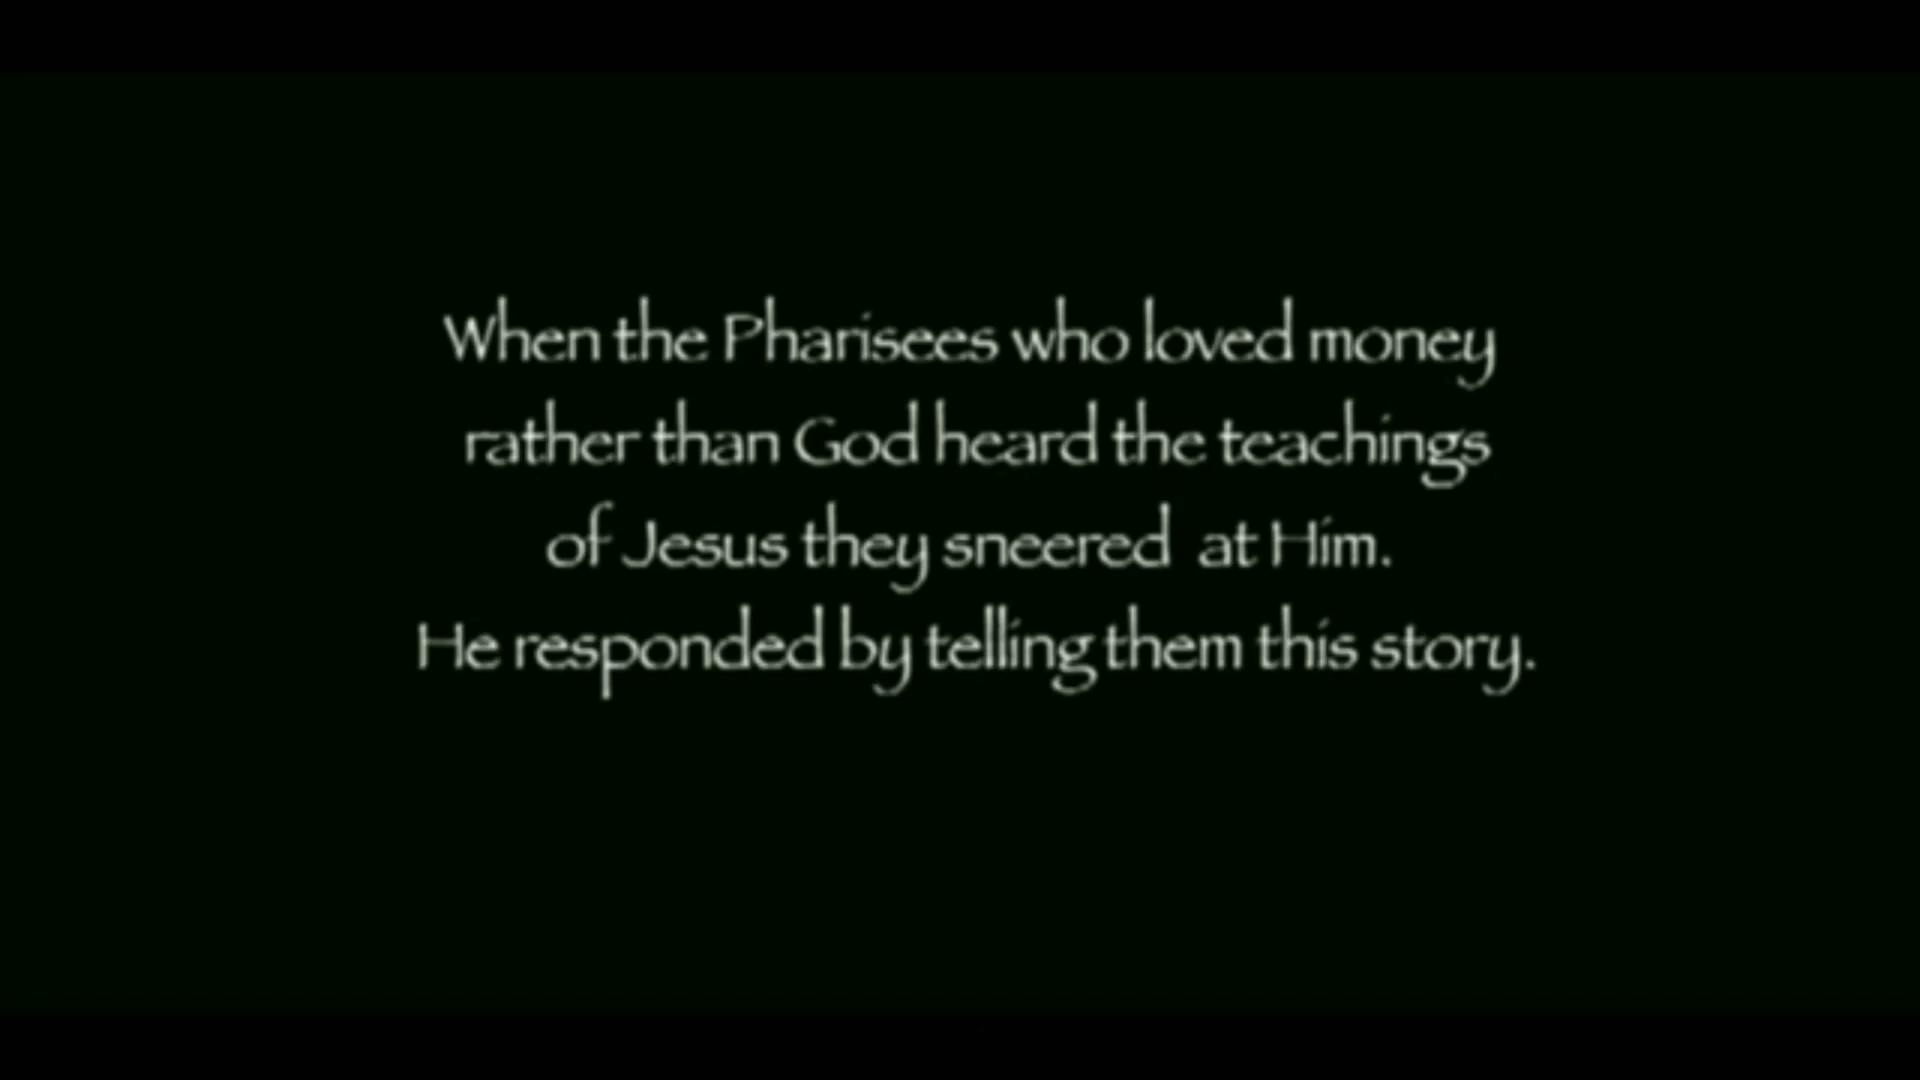 When the Pharisees who loved money
rather than God heard the teachings
of Jesus they sneered at Him.
He responded by telling them this story.